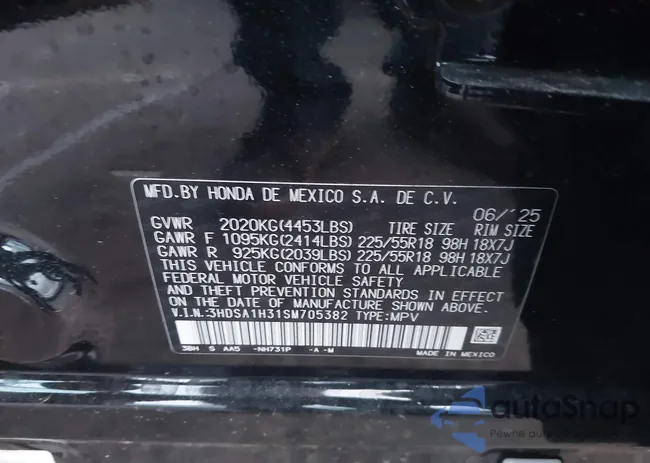 MFD.BY HONDA DE MEXICO S.A. DE C.V.
06/'25
GVWR 2020KG(4453LBS) TIRE SIZE RIM SIZE
GAWR F 1095KG(2414LBS) 225/55R18 98H 18X7J
GAWR R 925KG(2039LBS) 225/55R18 98H 18X7J
THIS VEHICLE CONFORMS TO ALL APPLICABLE
FEDERAL MOTOR VEHICLE SAFETY
AND THEFT PREVENTION STANDARDS IN EFFECT
ON THE DATE OF MANUFACTURE SHOWN ABOVE.
V.I.N.:3HDSA1H31SM705382 TYPE:MPV
3BH S AA5 -NH731P -A-M
MADE IN MEXICO
autoSnap
Pewne